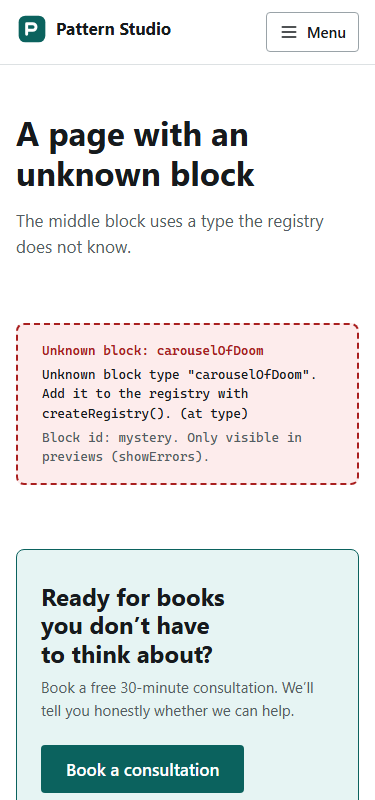 Pattern Studio
Menu
A page with an
unknown block
The middle block uses a type the registry
does not know.
Unknown block: carouselOfDoom
Unknown block type "carouselOfDoom".
Add it to the registry with
createRegistry(). (at type)
Block id: mystery. Only visible in
previews (showErrors).
Ready for books
you don’t have
to think about?
Book a free 30-minute consultation. We’ll
tell you honestly whether we can help.
Book a consultation